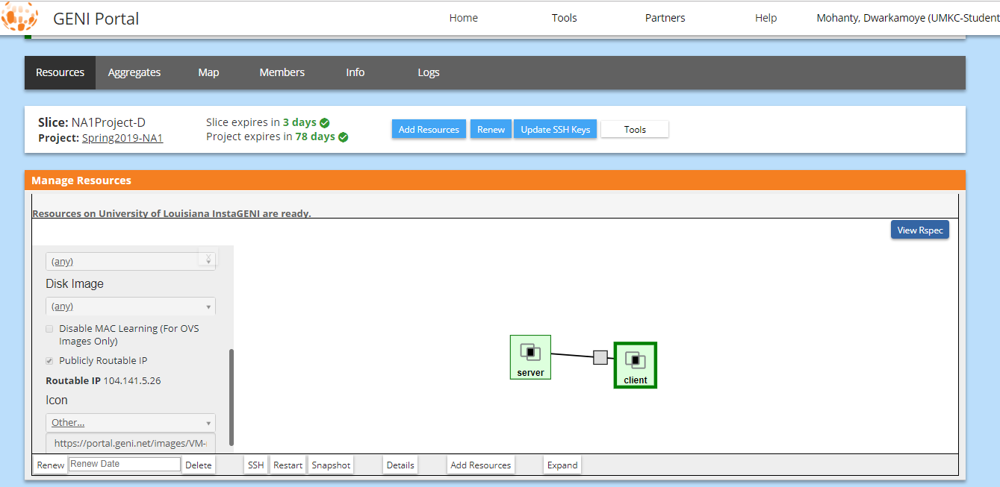 GENI Portal
Home
Tools
Partners
Help
Mohanty, Dwarkamoye (UMKC-Student
Resources
Aggregates
Map
Members
Info
Logs
Slice: NA1Project-D
Project: Spring2019-NA1
Slice expires in 3 days
Project expires in 78 days
Add Resources
Renew
Update SSH Keys
Tools
Manage Resources
Resources on University of Louisiana InstaGENI are ready.
View Rspec
(any)
X
Disk Image
(any)
Disable MAC Learning (For OVS
Images Only)
Publicly Routable IP
Routable IP 104.141.5.26
Icon
Other...
https://portal.geni.net/images/VM-
server
client
Renew
Renew Date
Delete
SSH
Restart
Snapshot
Details
Add Resources
Expand